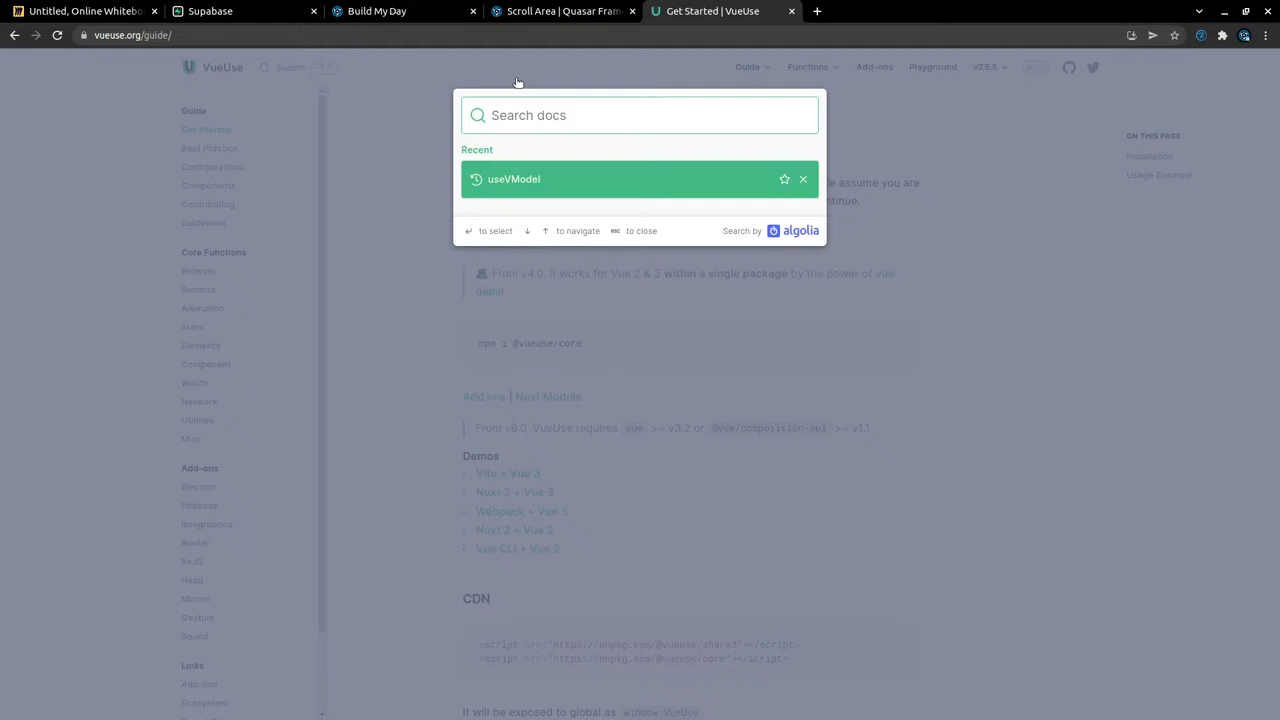 Untitled, Online Whitebo
Supabase
Build My Day
Scroll Area | Quasar Fram
Get Started | VueUse
vueuse.org/guide/
VueUse
Search
Guide
Functions
Add-ons
Playground
v7.5.5
Search docs
Recent
useVModel
to select
to navigate
esc to close
Search by algolia
Guide
Get Started
Best Practice
Configurations
Components
Contributing
Guidelines
Core Functions
Browser
Sensors
Animation
State
Elements
Component
Watch
Network
Utilities
Misc
Add-ons
Electron
Firebase
Integrations
Router
RxJS
Head
Motion
Gesture
Sound
Links
Add-ons
Ecosystem
assume you are
continue.
From v4.0, it works for Vue 2 & 3 within a single package by the power of vue-
demi!
npm i @vueuse/core
Add ons | Nuxt Module
From v6.0, VueUse requires vue >= v3.2 or @vue/composition-api >= v1.1
Demos
Vite + Vue 3
Nuxt 3 + Vue 3
Webpack + Vue 3
Nuxt 2 + Vue 2
Vue CLI + Vue 2
CDN
<script src="https://unpkg.com/@vueuse/shared"></script>
<script src="https://unpkg.com/@vueuse/core"></script>
It will be exposed to global as window.VueUse
ON THIS PAGE
Installation
Usage Example